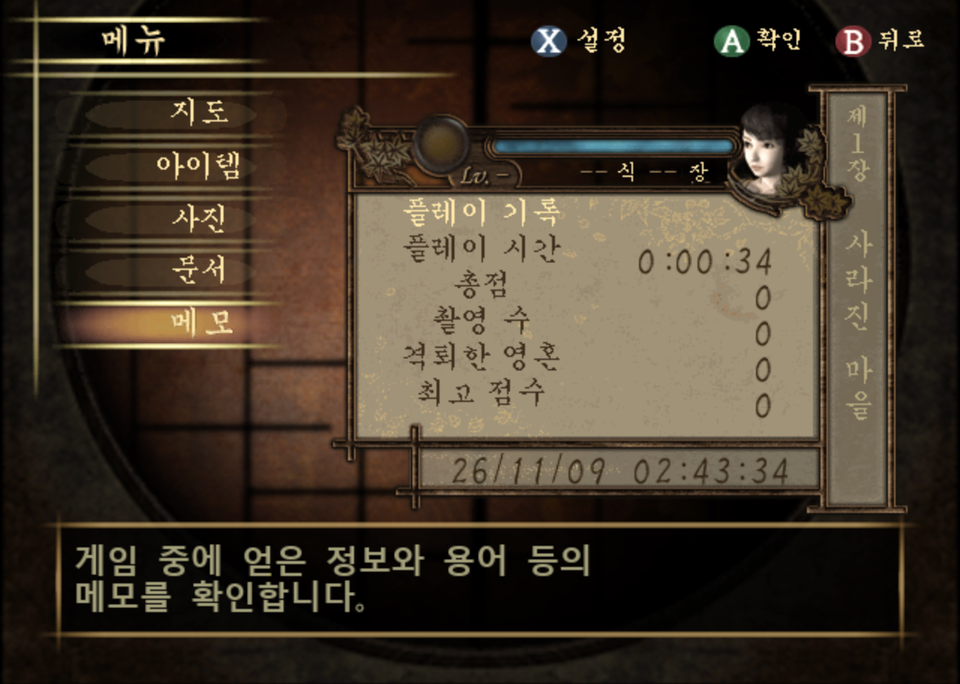 메뉴
X 설정 A 확인 B 뒤로
지도
아이템
사진
문서
메모
Lv. -
-- 식 -- 장
플레이 기록
플레이 시간 0:00:34
총점 0
촬영 수 0
격퇴한 영혼 0
최고 점수 0
26/11/09 02:43:34
제1장 사라진 마을
게임 중에 얻은 정보와 용어 등의
메모를 확인합니다.